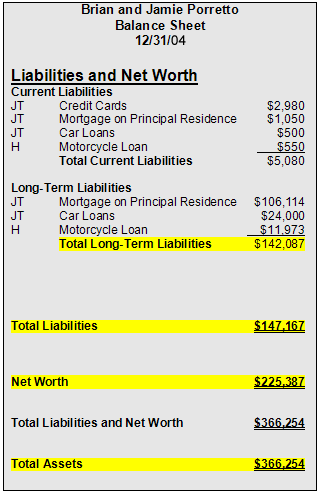 Brian and Jamie Porretto
Balance Sheet
12/31/04
Liabilities and Net Worth
Current Liabilities
JT Credit Cards $2,980
JT Mortgage on Principal Residence $1,050
JT Car Loans $500
H Motorcycle Loan $550
Total Current Liabilities $5,080
Long-Term Liabilities
JT Mortgage on Principal Residence $106,114
JT Car Loans $24,000
H Motorcycle Loan $11,973
Total Long-Term Liabilities $142,087
Total Liabilities $147,167
Net Worth $225,387
Total Liabilities and Net Worth $366,254
Total Assets $366,254